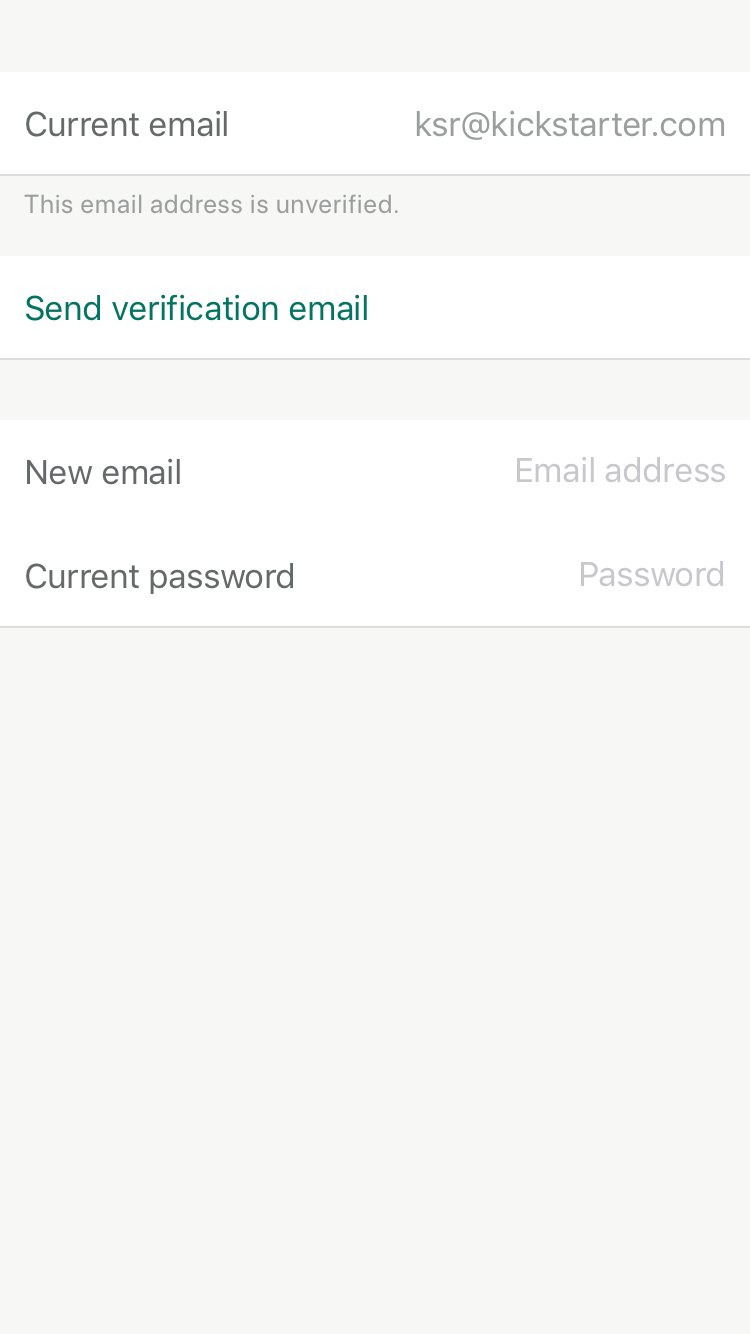 Current email ksr@kickstarter.com
This email address is unverified.
Send verification email
New email Email address
Current password Password